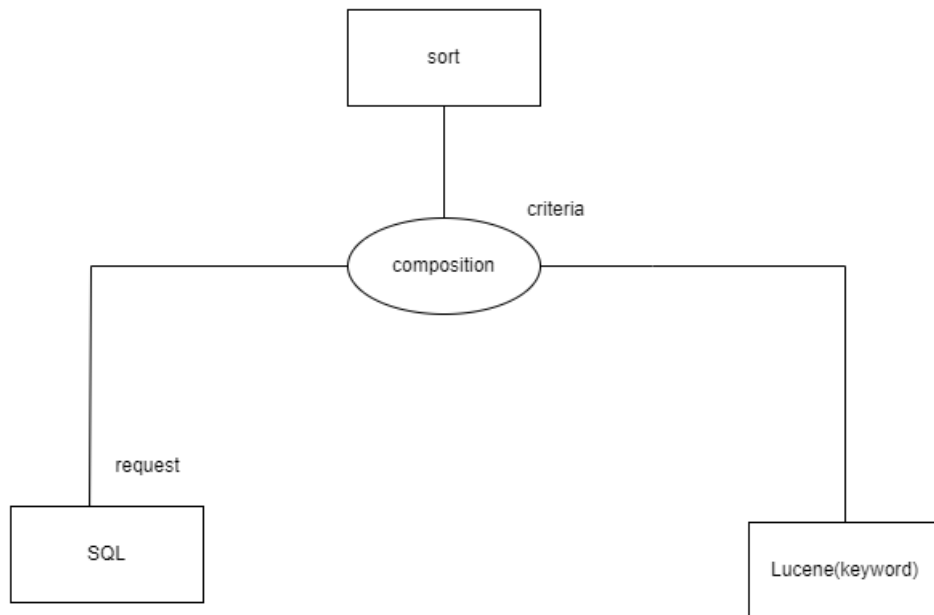 sort
criteria
composition
request
SQL
Lucene(keyword)